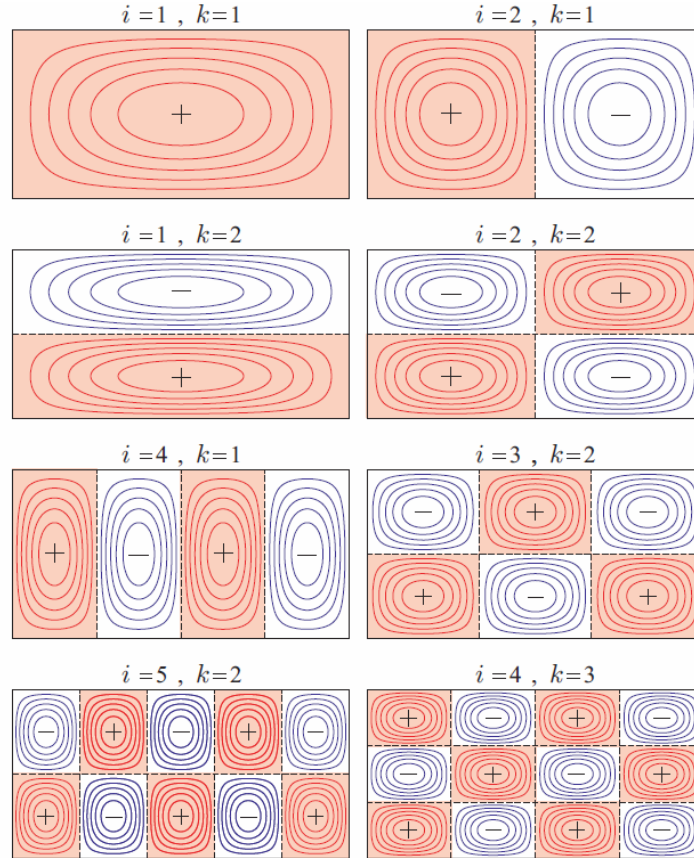 i=1 , k=1
i=2 , k=1
+
+ −
i=1 , k=2
i=2 , k=2
−
− +
+
+ −
i=4 , k=1
i=3 , k=2
− + −
+ − + −
+ − +
i=5 , k=2
i=4 , k=3
+ − + −
− + − + −
− + − +
+ − + − +
+ − + −